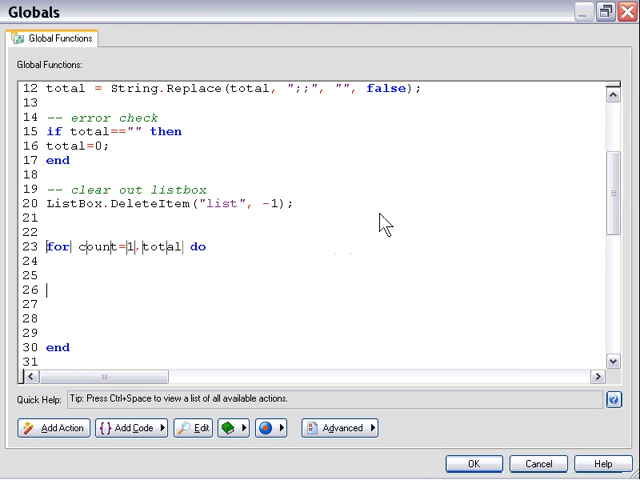 Globals
Global Functions
Global Functions:
12 total = String.Replace(total, ";;", "", false);
13
14 -- error check
15 if total=="" then
16 total=0;
17 end
18
19 -- clear out listbox
20 ListBox.DeleteItem("list", -1);
21
22
23 for count=1,total do
24
25
26
27
28
29
30 end
31
Quick Help: Tip: Press Ctrl+Space to view a list of all available actions.
Add Action { } Add Code Edit Advanced
OK Cancel Help